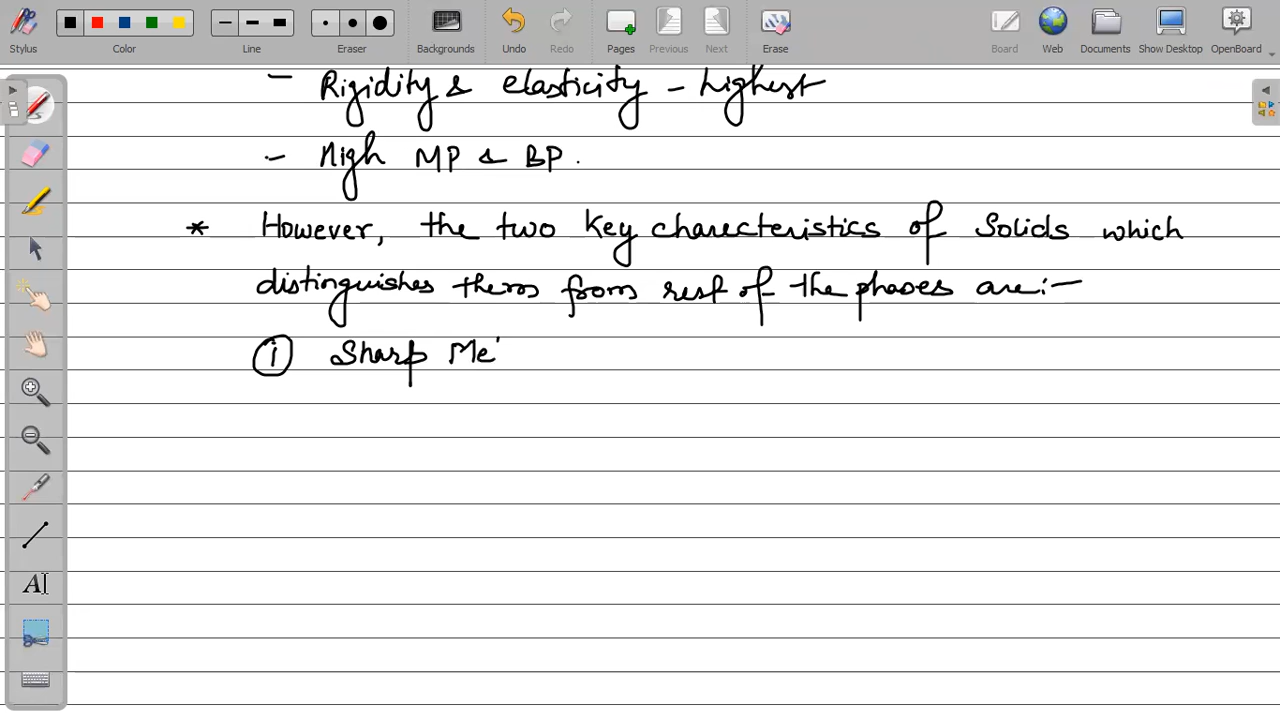 Stylus Color Line Eraser Backgrounds Undo Redo Pages Previous Next Erase Board Web Documents Show Desktop OpenBoard
- Rigidity & elasticity - highest
- High MP & BP.
* However, the two key charecteristics of solids which
distinguishes them from rest of the phases are:-
(i) Sharp Me